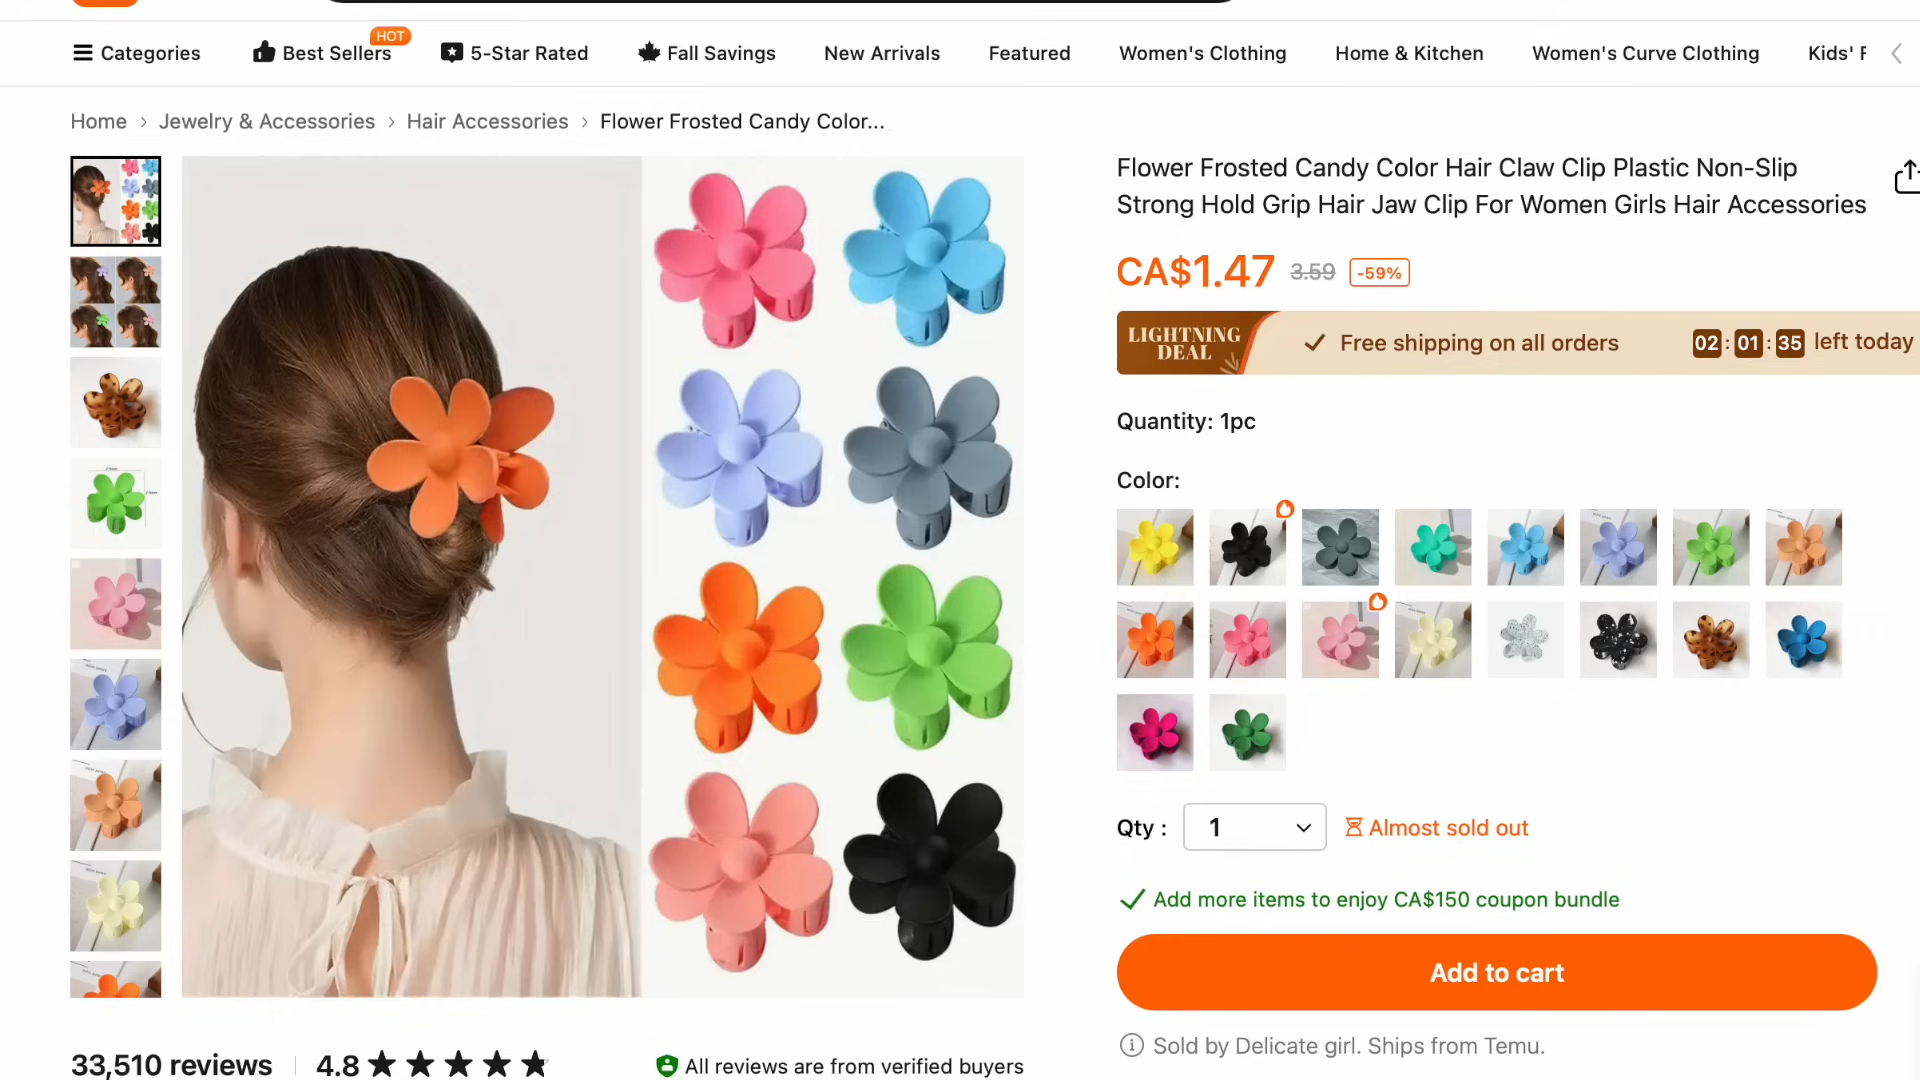 Categories
Best Sellers
HOT
5-Star Rated
Fall Savings
New Arrivals
Featured
Women's Clothing
Home & Kitchen
Women's Curve Clothing
Kids' F
Home › Jewelry & Accessories › Hair Accessories › Flower Frosted Candy Color...
Flower Frosted Candy Color Hair Claw Clip Plastic Non-Slip
Strong Hold Grip Hair Jaw Clip For Women Girls Hair Accessories
CA$1.47 3.59 -59%
LIGHTNING
DEAL
Free shipping on all orders
02 : 01 : 35 left today
Quantity: 1pc
Color:
Qty : 1
Almost sold out
Add more items to enjoy CA$150 coupon bundle
Add to cart
Sold by Delicate girl. Ships from Temu.
33,510 reviews
4.8
All reviews are from verified buyers